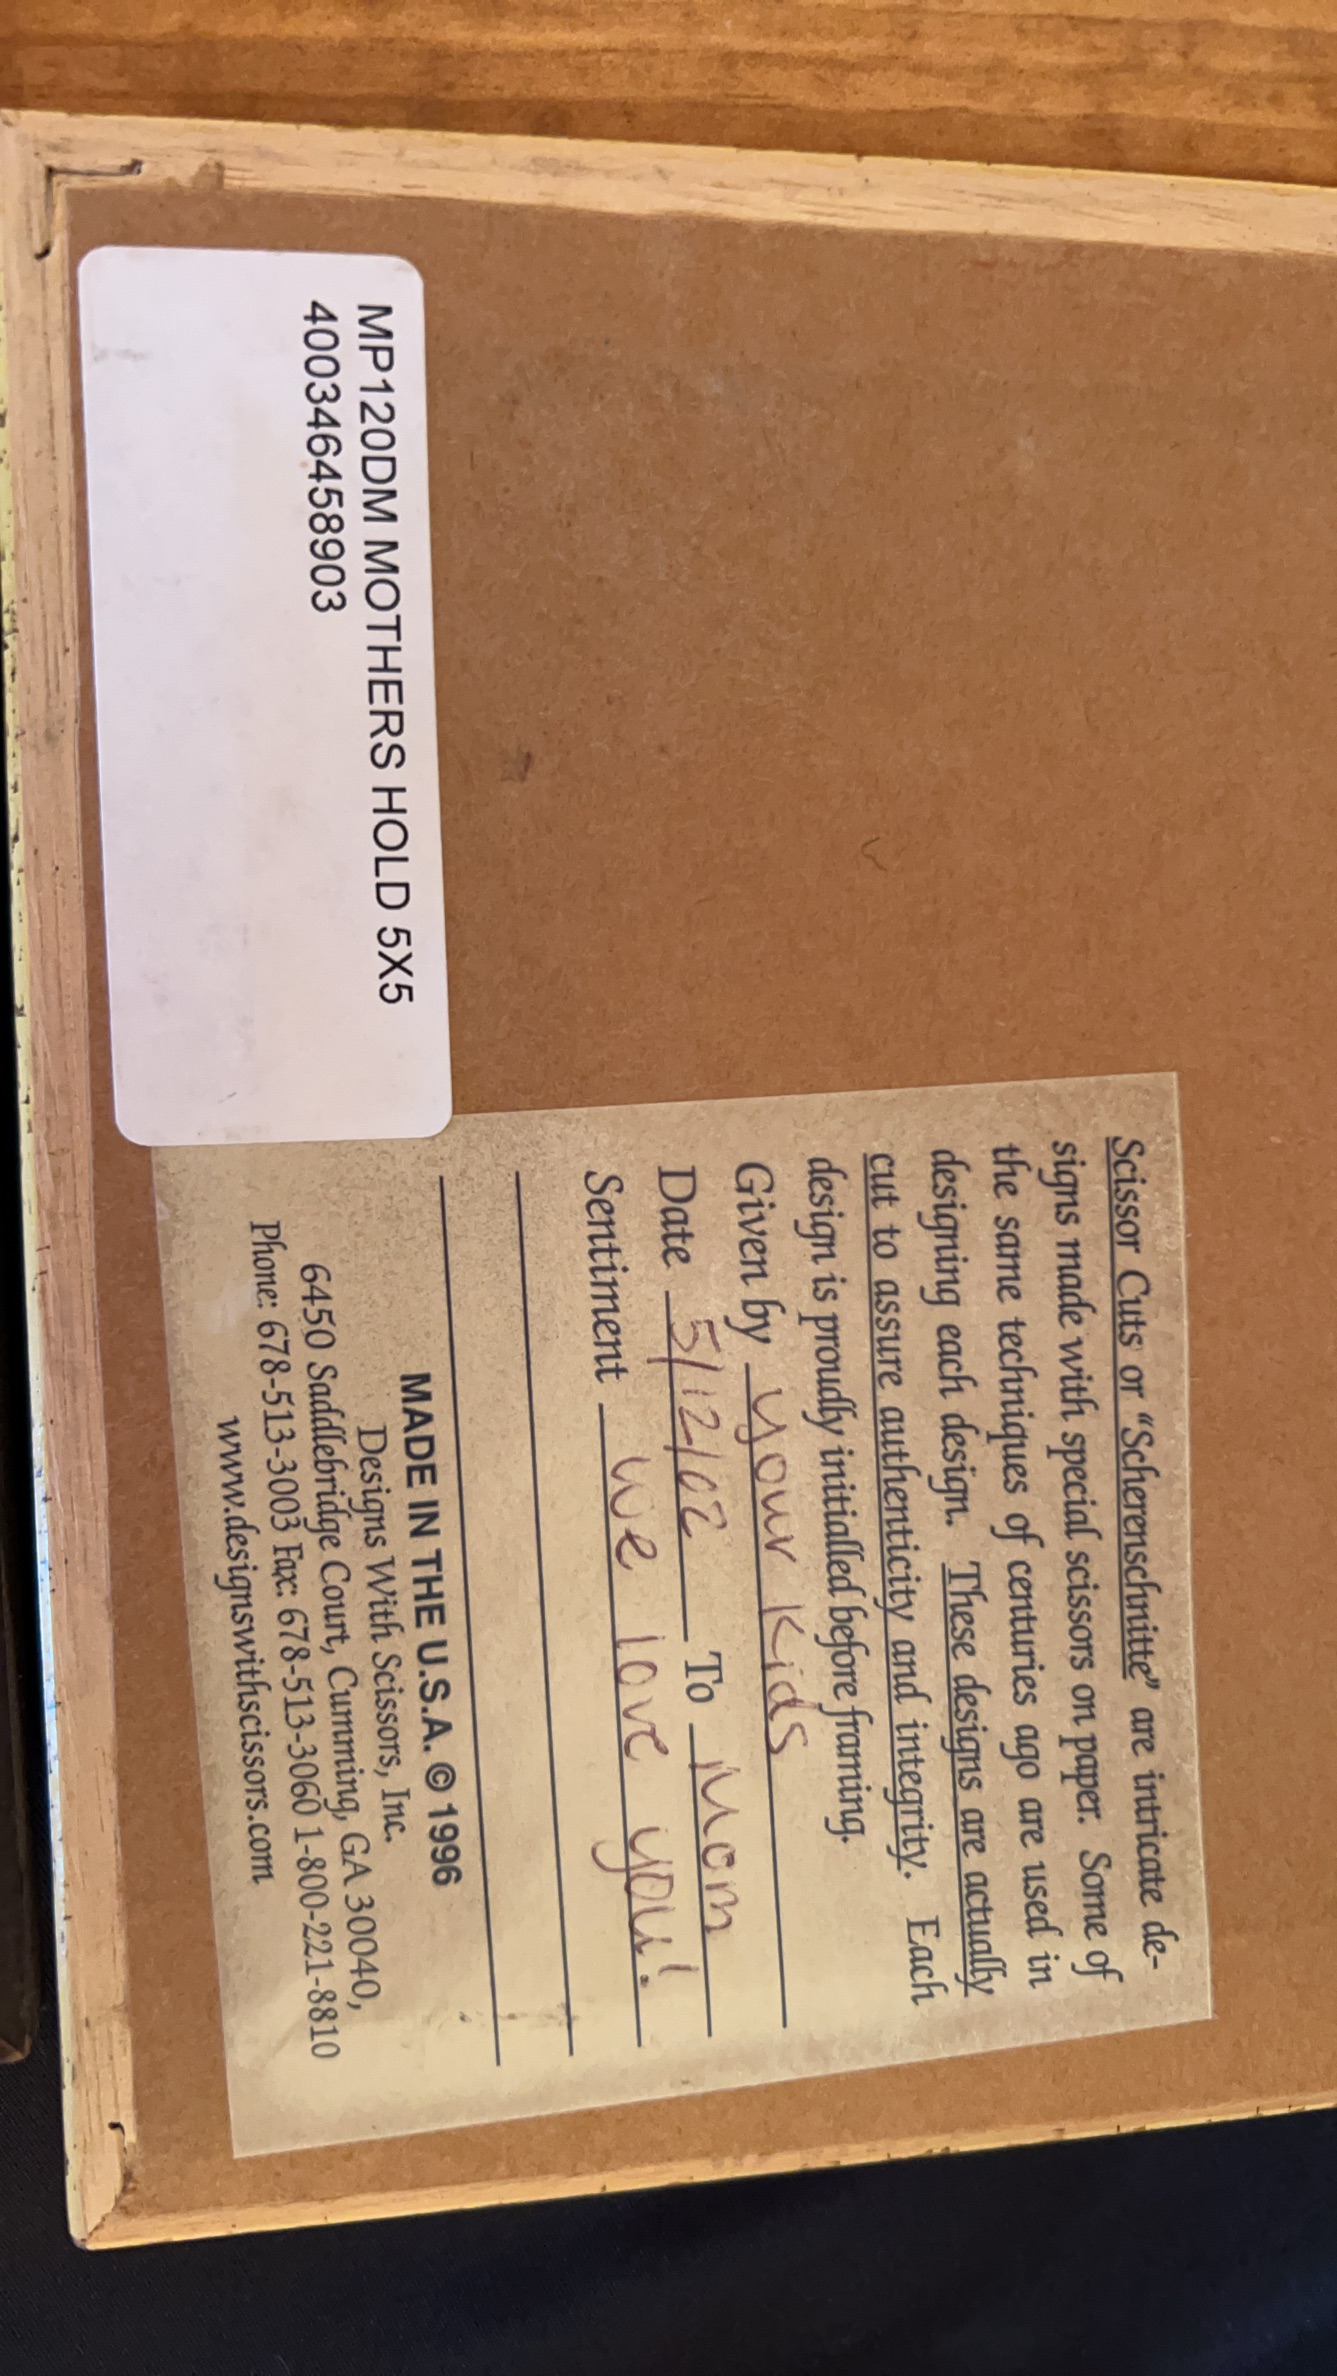 MP120DM MOTHERS HOLD 5X5
400346458903
Scissor Cuts or “Scherenschnitte” are intricate de-
signs made with special scissors on paper. Some of
the same techniques of centuries ago are used in
designing each design. These designs are actually
cut to assure authenticity and integrity. Each
design is proudly initialled before framing.
Given by your kids
Date 5/12/02 To Mom
Sentiment we love you!
MADE IN THE U.S.A. © 1996
Designs With Scissors, Inc.
6450 Saddlebridge Court, Cumming, GA 30040,
Phone: 678-513-3003 Fax: 678-513-3060 1-800-221-8810
www.designswithscissors.com